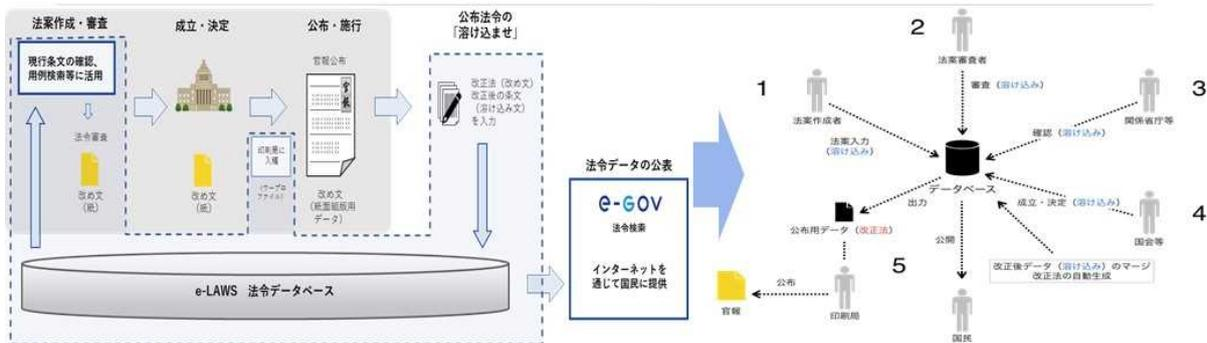 法案作成・審査
成立・決定
公布・施行
公布法令の
「溶け込ませ」
現行条文の確認、
用例検索等に活用
法令審査
改め文
（紙）
改め文
（紙）
印刷局に
入稿
（ワープロ
ファイル）
官報公布
官報
改め文
（紙面組版用
データ）
改正法（改め文）
改正後の条文
（溶け込み文）
を入力
e-LAWS 法令データベース
法令データの公表
e-GOV
法令検索
インターネットを
通じて国民に提供
1
法案作成者
法案入力
（溶け込み）
2
法案審査者
審査（溶け込み）
3
関係省庁等
確認（溶け込み）
データベース
成立・決定（溶け込み）
4
国会等
出力
公布用データ（改正法）
公開
5
改正後データ（溶け込み）のマージ
改正法の自動生成
公布
官報
印刷局
国民